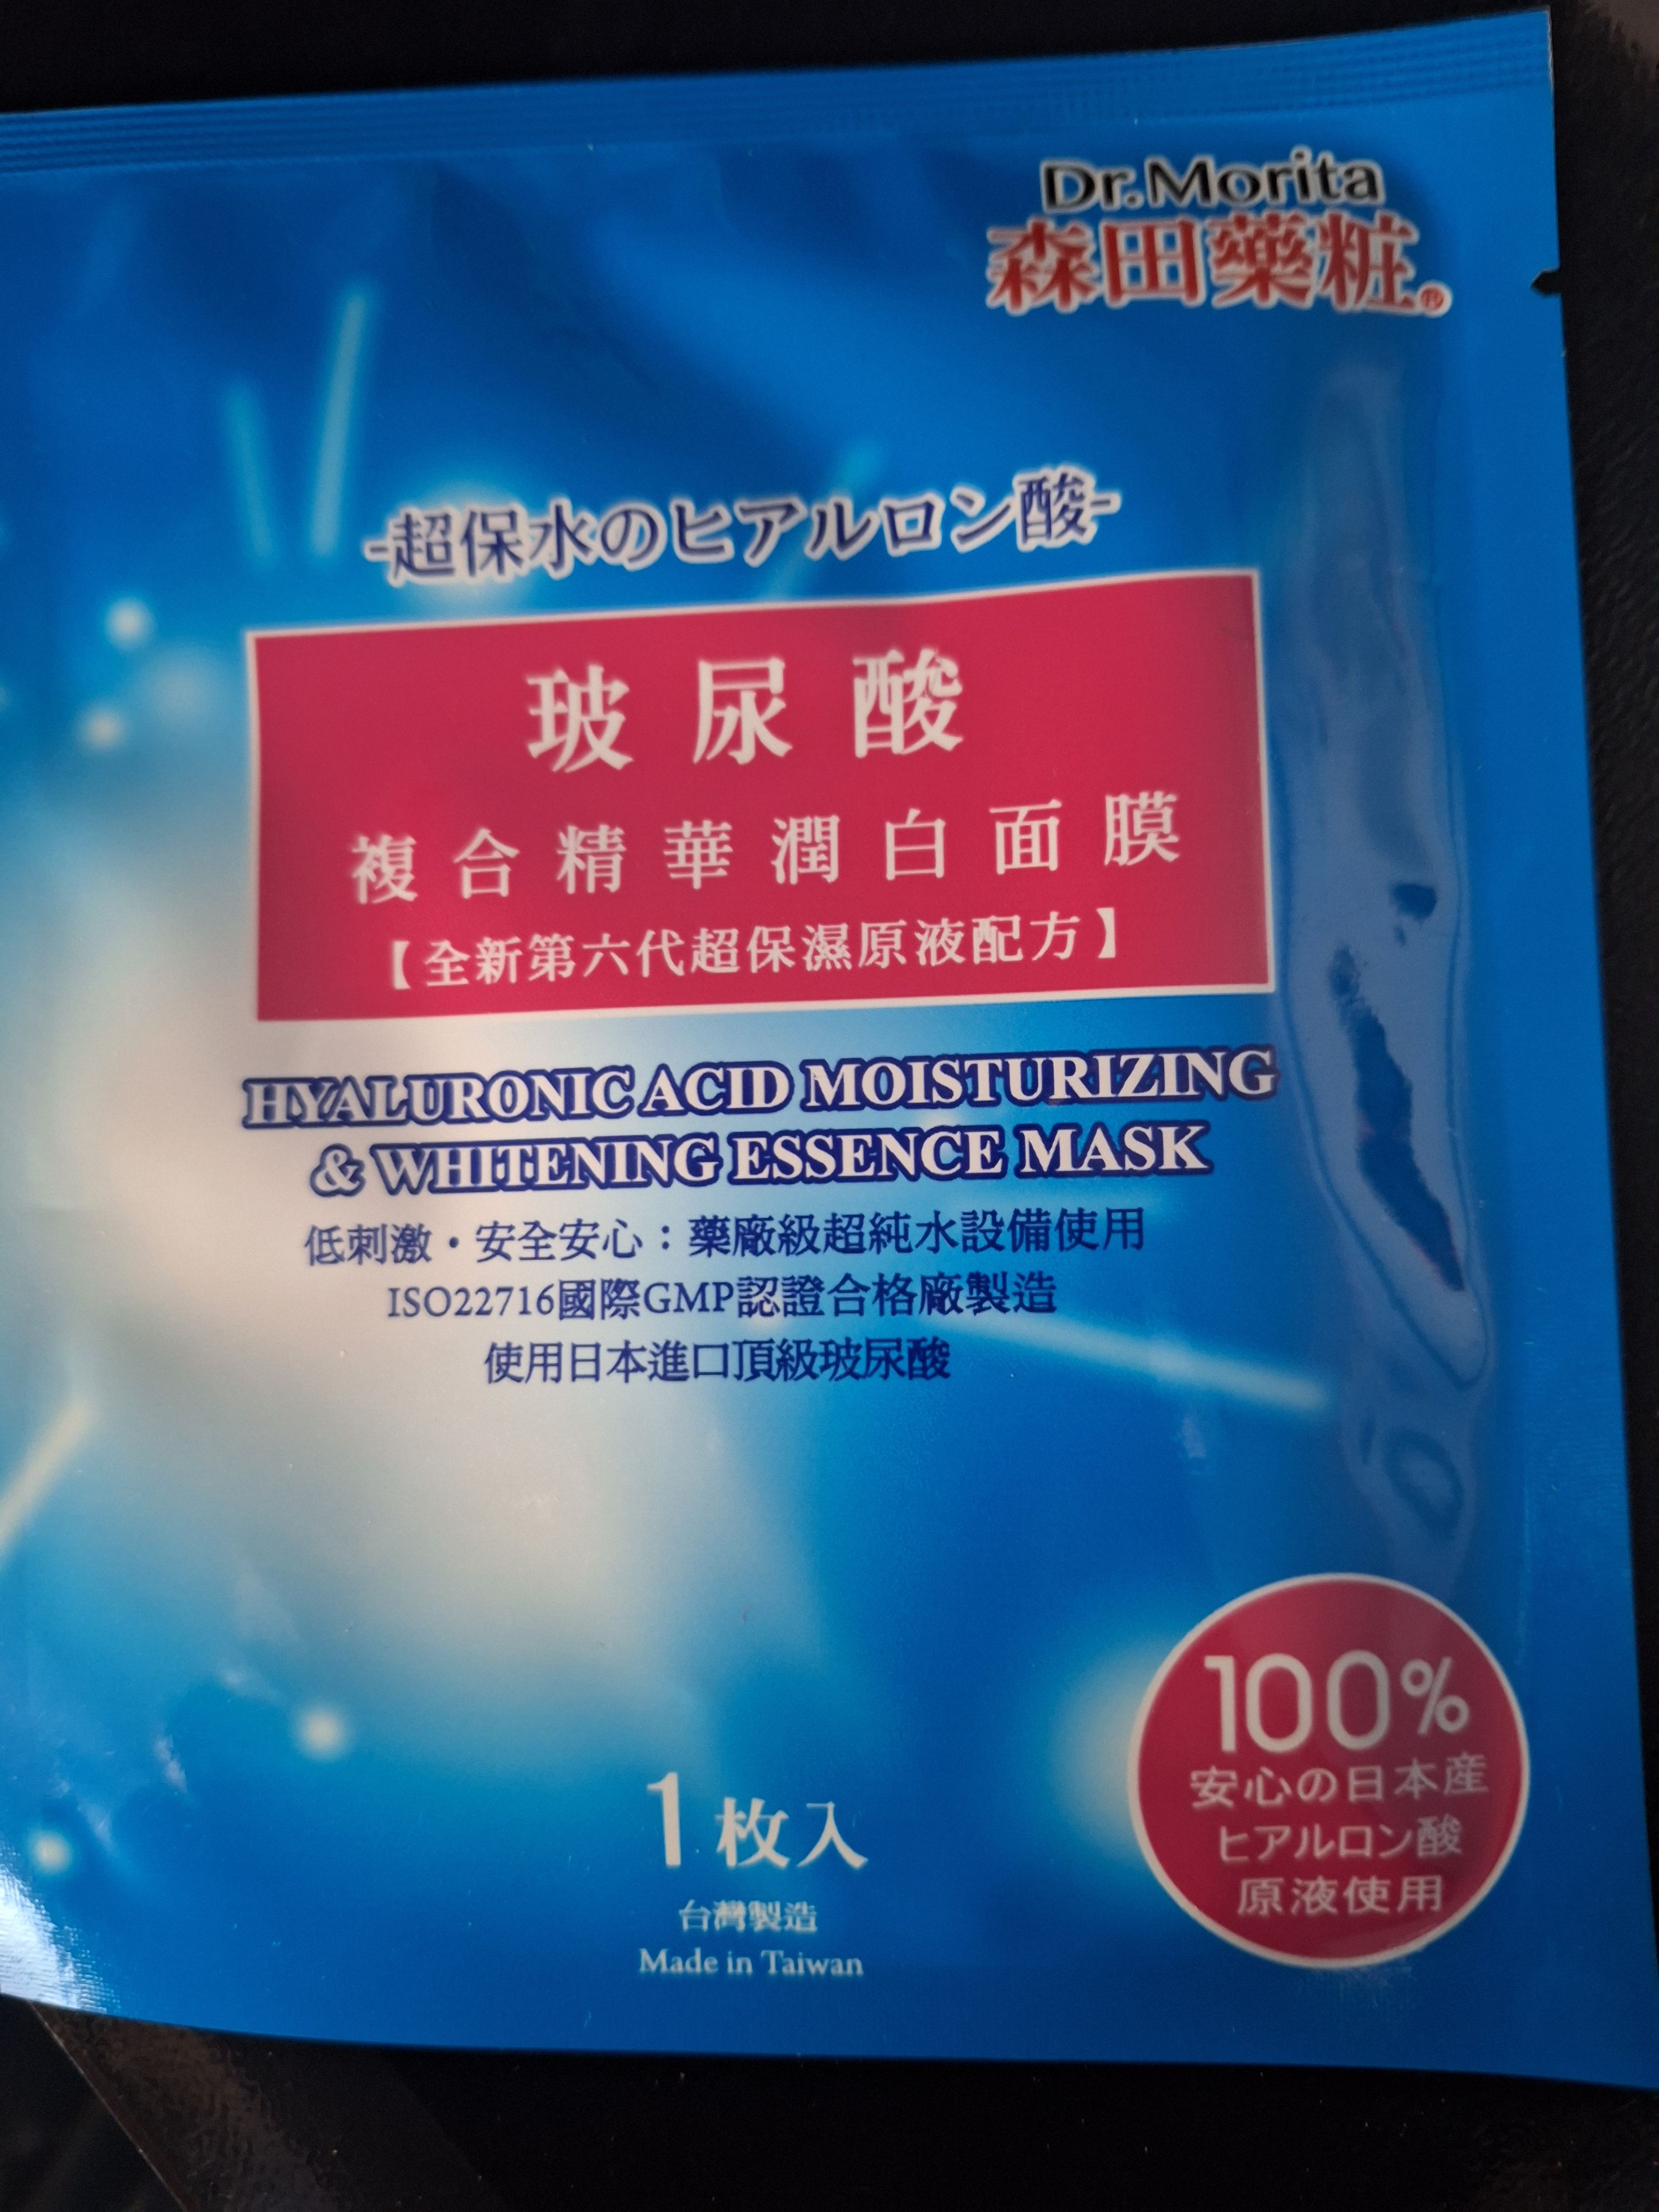 Dr.Morita
森田藥粧®
-超保水のヒアルロン酸-
玻尿酸
複合精華潤白面膜
【全新第六代超保濕原液配方】
HYALURONIC ACID MOISTURIZING
& WHITENING ESSENCE MASK
低刺激・安全安心：藥廠級超純水設備使用
ISO22716國際GMP認證合格廠製造
使用日本進口頂級玻尿酸
100%
安心の日本産
ヒアルロン酸
原液使用
1枚入
台灣製造
Made in Taiwan